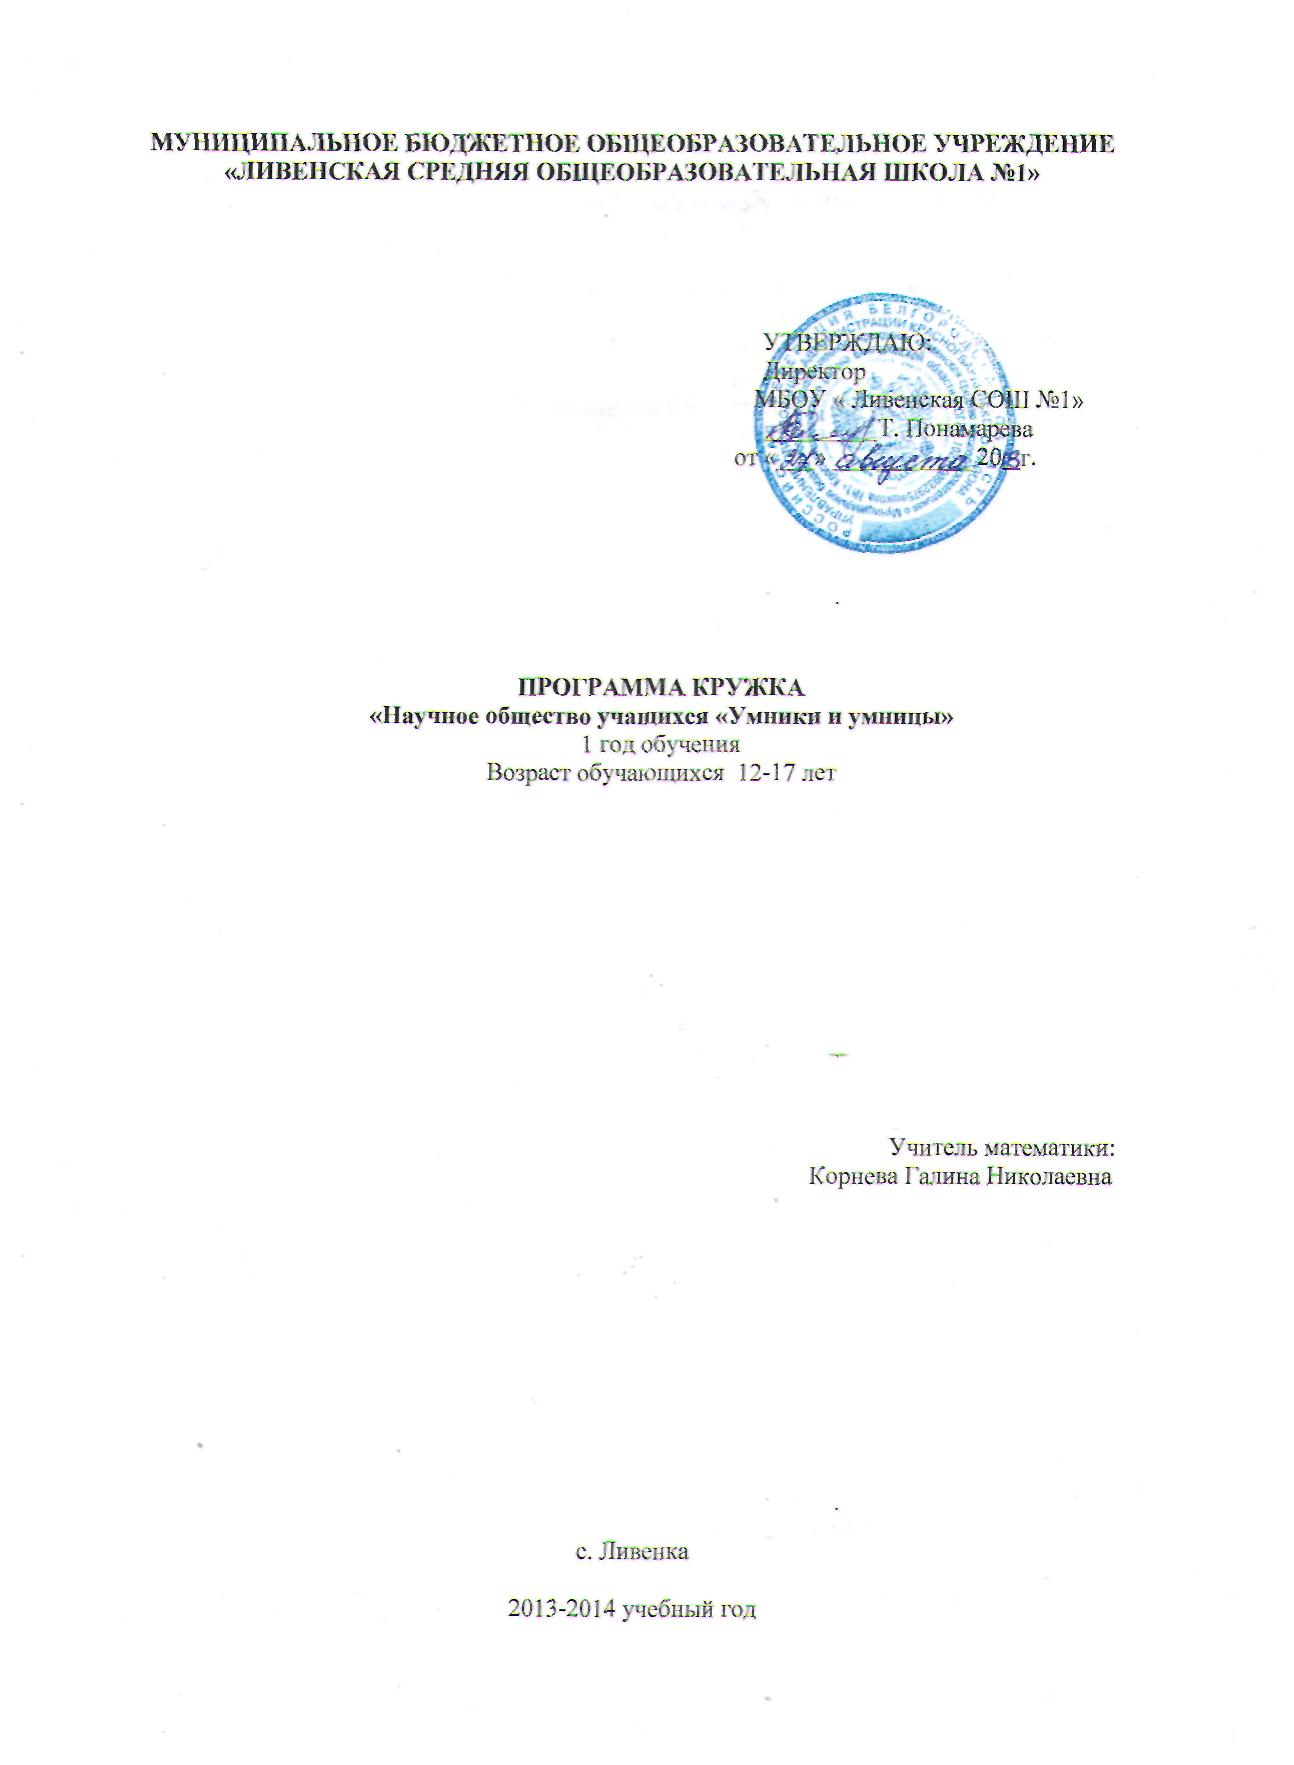 МУНИЦИПАЛЬНОЕ БЮДЖЕТНОЕ ОБЩЕОБРАЗОВАТЕЛЬНОЕ УЧРЕЖДЕНИЕ
«ЛИВЕНСКАЯ СРЕДНЯЯ ОБЩЕОБРАЗОВАТЕЛЬНАЯ ШКОЛА №1»
УТВЕРЖДАЮ:
Директор
МБОУ « Ливенская СОШ №1»
Т. Понамарева
от « » августа 2013г.
ПРОГРАММА КРУЖКА
«Научное общество учащихся «Умники и умницы»
1 год обучения
Возраст обучающихся 12-17 лет
Учитель математики:
Корнева Галина Николаевна
с. Ливенка
2013-2014 учебный год